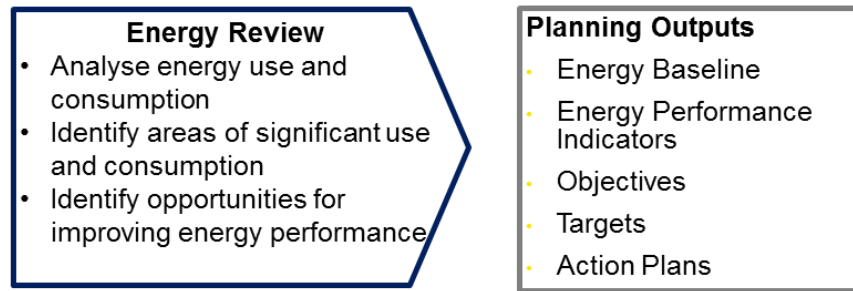 Energy Review
• Analyse energy use and
consumption
• Identify areas of significant use
and consumption
• Identify opportunities for
improving energy performance
Planning Outputs
• Energy Baseline
• Energy Performance
Indicators
• Objectives
• Targets
• Action Plans